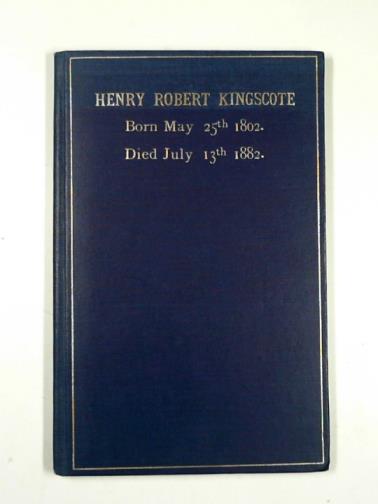 HENRY ROBERT KINGSCOTE
Born May 25th 1802.
Died July 13th 1882.